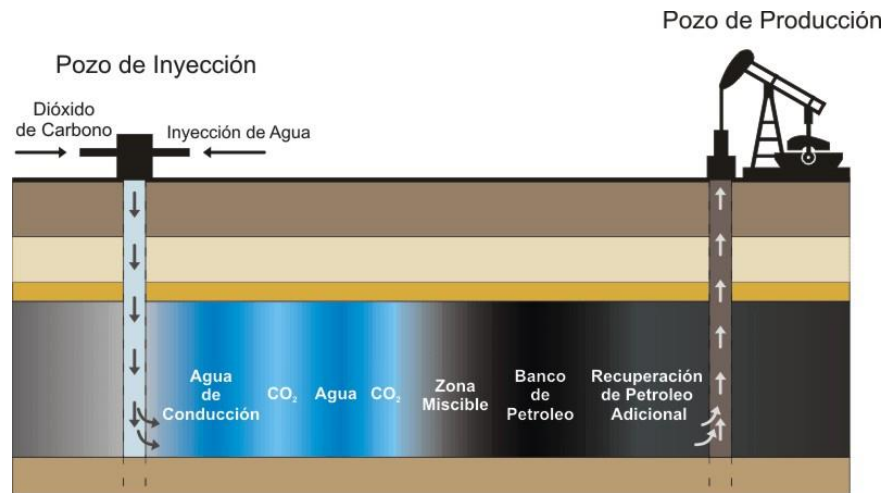 Pozo de Producción
Pozo de Inyección
Dióxido
de Carbono
Inyección de Agua
Agua
de
Conducción
CO₂
Agua
CO₂
Zona
Miscible
Banco
de
Petroleo
Recuperación
de Petroleo
Adicional